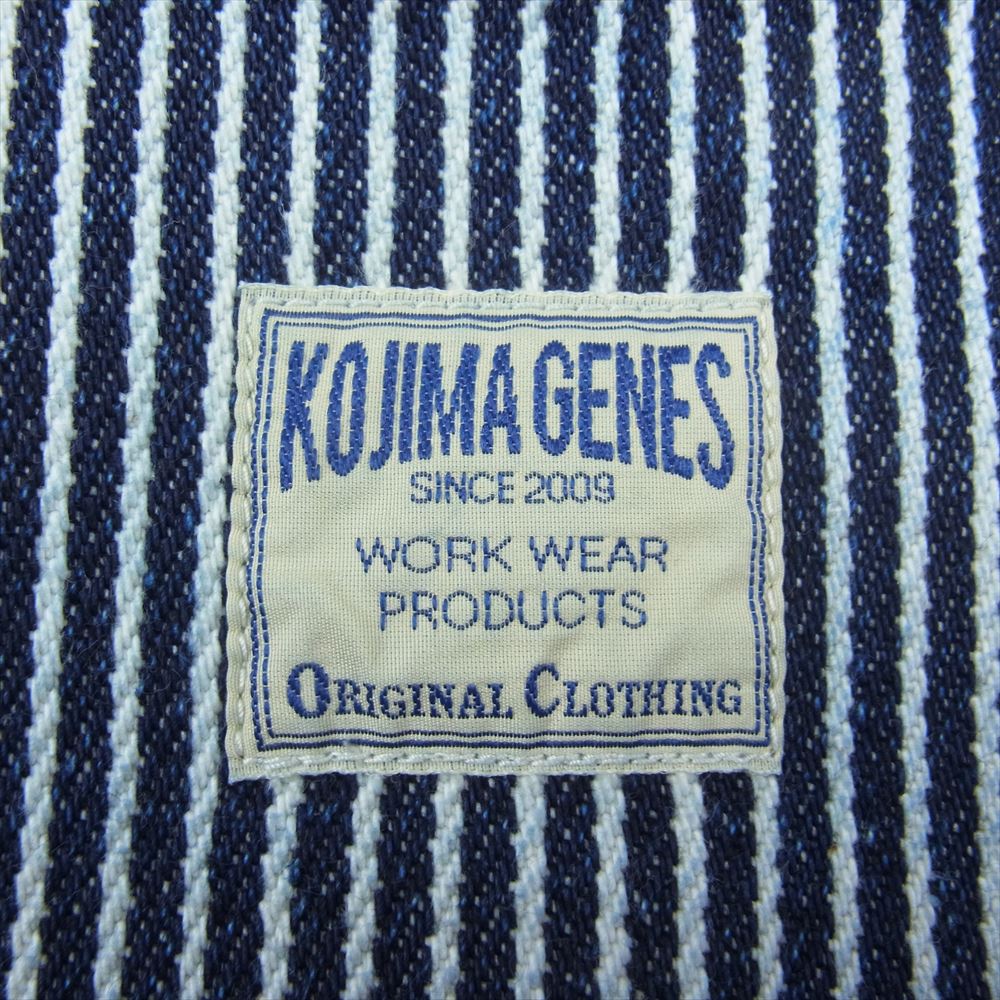 KOJIMA GENES
SINCE 2009
WORK WEAR
PRODUCTS
ORIGINAL CLOTHING